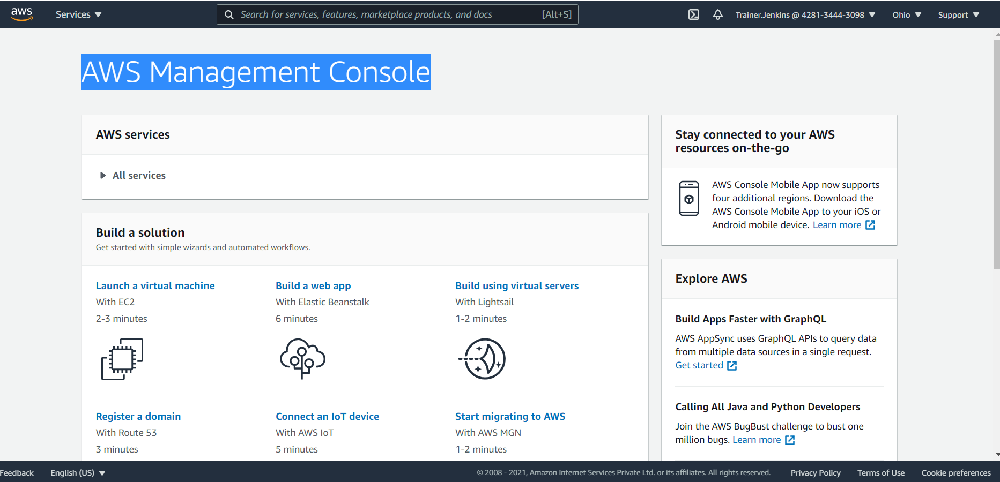 aws
Services
Search for services, features, marketplace products, and docs
[Alt+S]
Trainer.Jenkins @ 4281-3444-3098
Ohio
Support
AWS Management Console
AWS services
All services
Build a solution
Get started with simple wizards and automated workflows.
Launch a virtual machine
With EC2
2-3 minutes
Build a web app
With Elastic Beanstalk
6 minutes
Build using virtual servers
With Lightsail
1-2 minutes
Register a domain
With Route 53
3 minutes
Connect an IoT device
With AWS IoT
5 minutes
Start migrating to AWS
With AWS MGN
1-2 minutes
Stay connected to your AWS
resources on-the-go
AWS Console Mobile App now supports
four additional regions. Download the
AWS Console Mobile App to your iOS or
Android mobile device. Learn more
Explore AWS
Build Apps Faster with GraphQL
AWS AppSync uses GraphQL APIs to query data
from multiple data sources in a single request.
Get started
Calling All Java and Python Developers
Join the AWS BugBust challenge to bust one
million bugs. Learn more
Feedback
English (US)
© 2008 - 2021, Amazon Internet Services Private Ltd. or its affiliates. All rights reserved.
Privacy Policy
Terms of Use
Cookie preferences